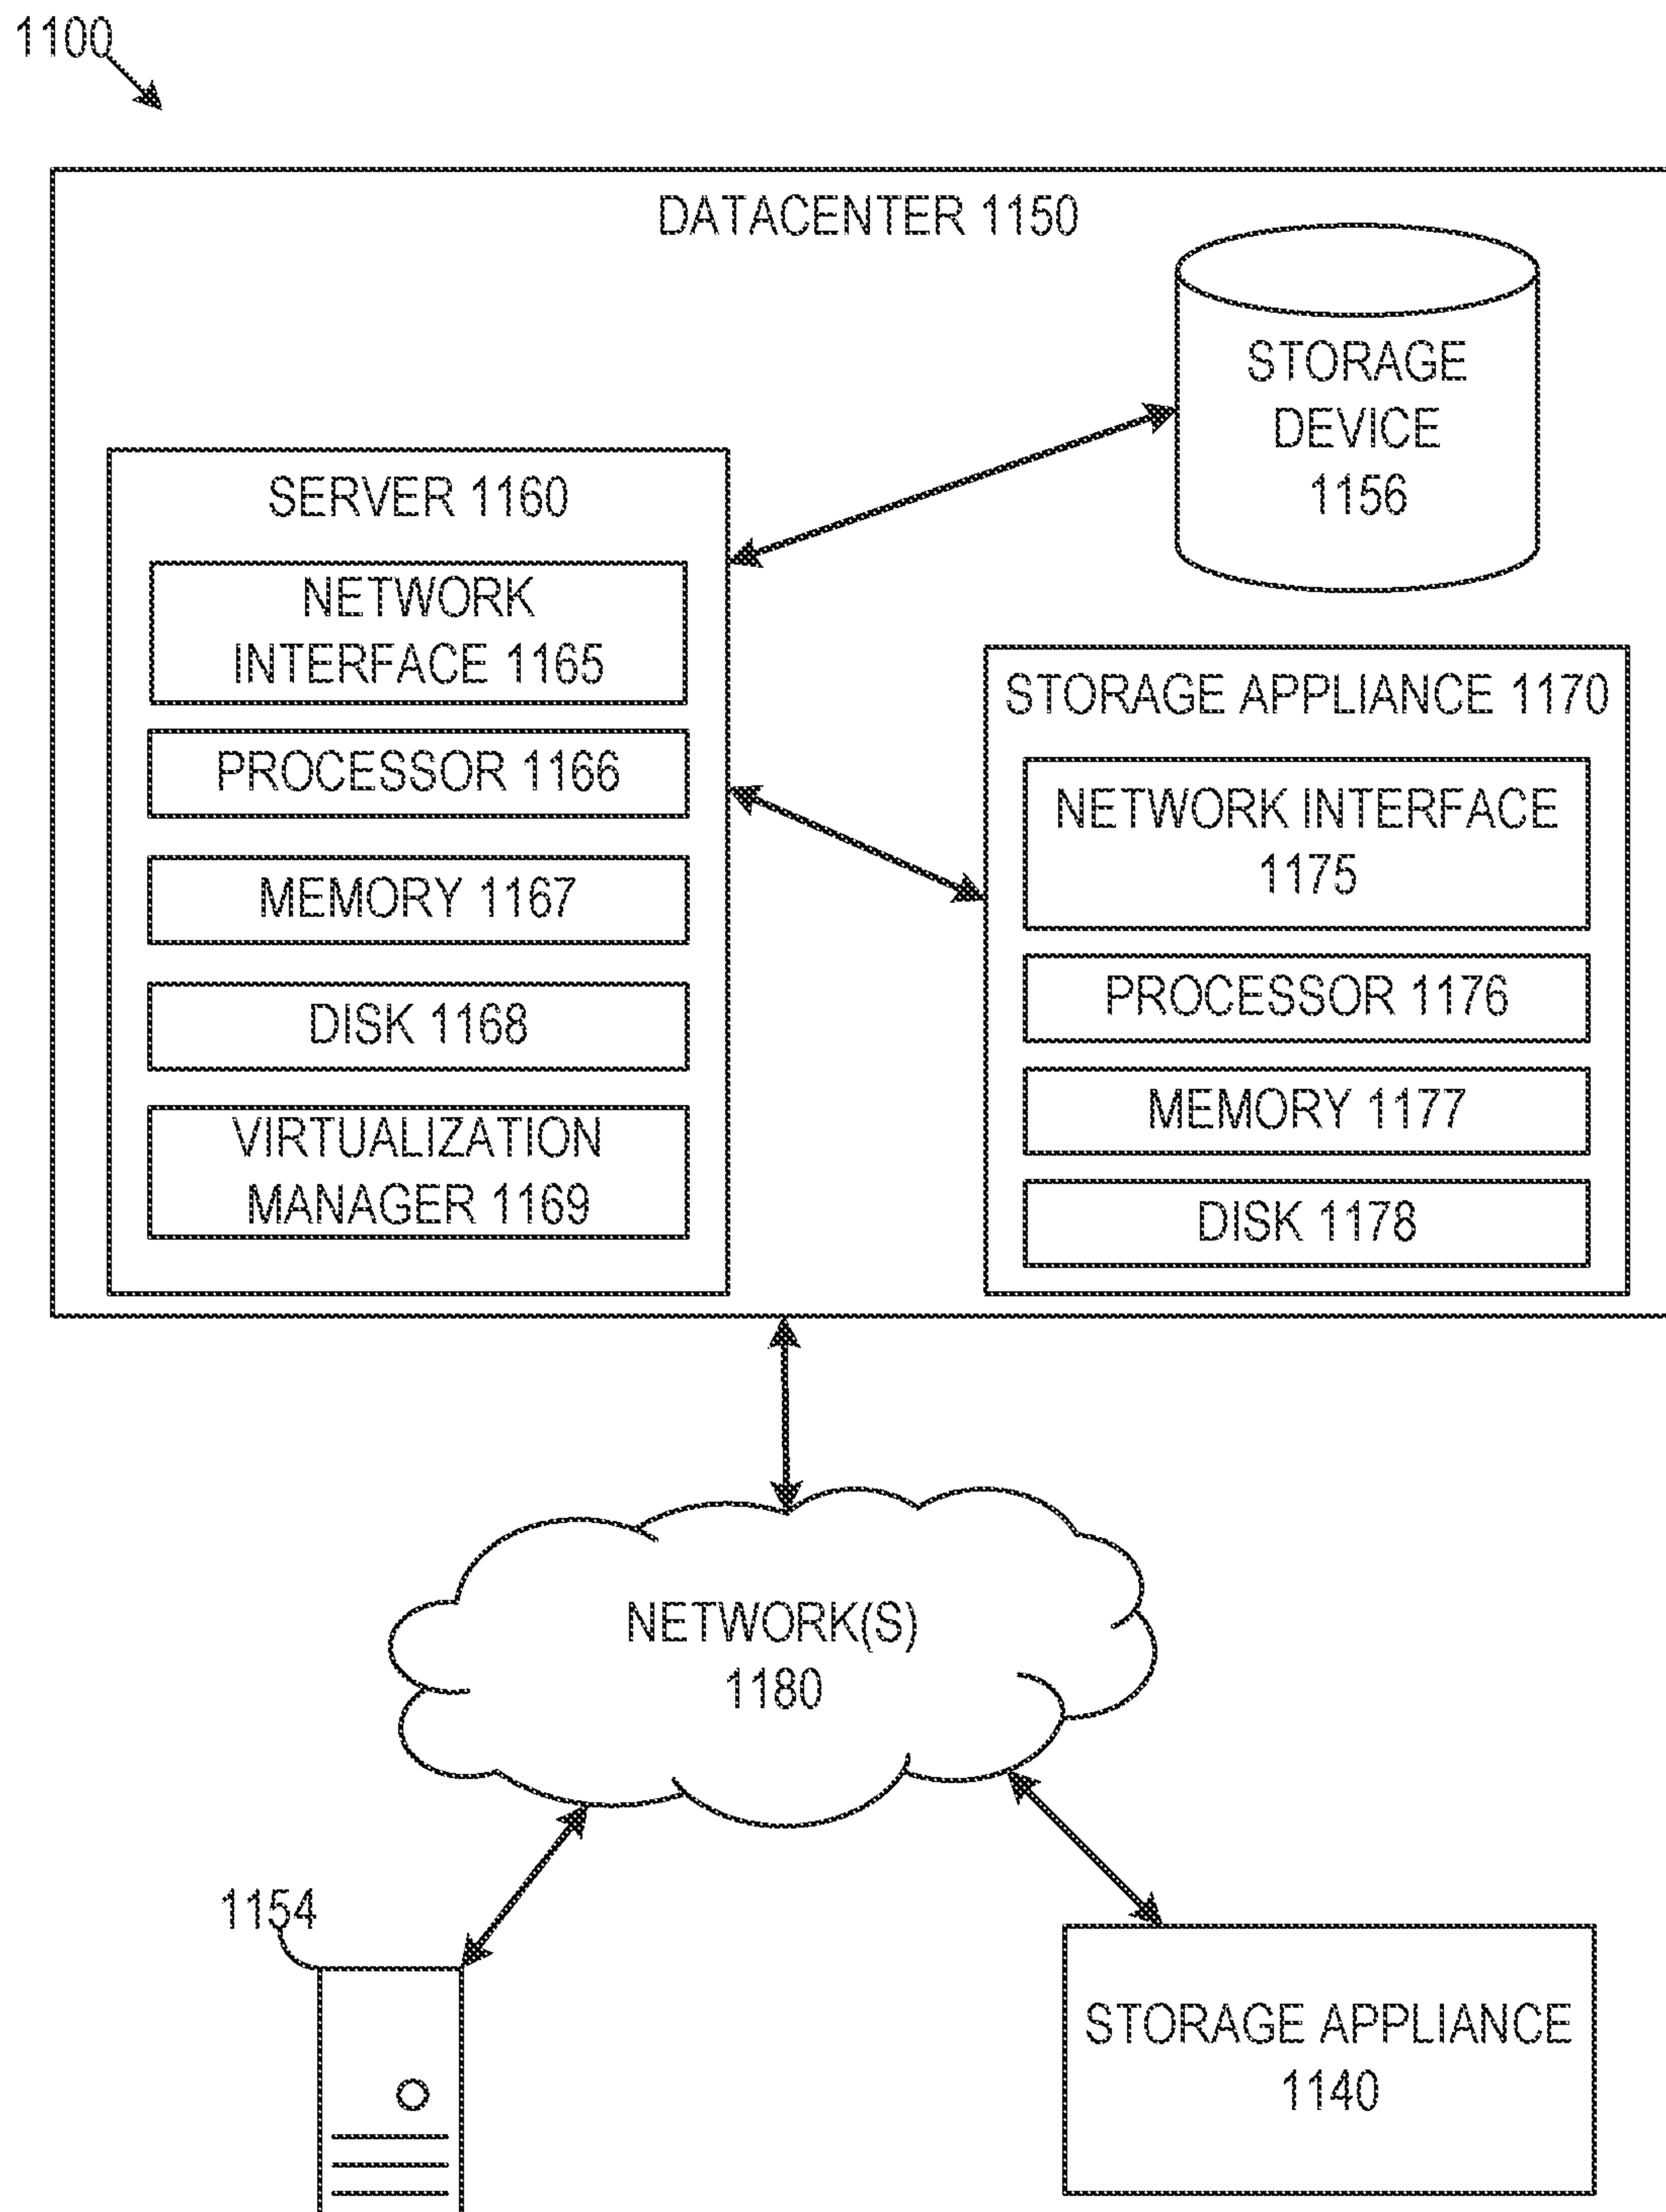 1100
DATACENTER 1150
STORAGE
DEVICE
1156
SERVER 1160
NETWORK
INTERFACE 1165
PROCESSOR 1166
MEMORY 1167
DISK 1168
VIRTUALIZATION
MANAGER 1169
STORAGE APPLIANCE 1170
NETWORK INTERFACE
1175
PROCESSOR 1176
MEMORY 1177
DISK 1178
NETWORK(S)
1180
1154
STORAGE APPLIANCE
1140